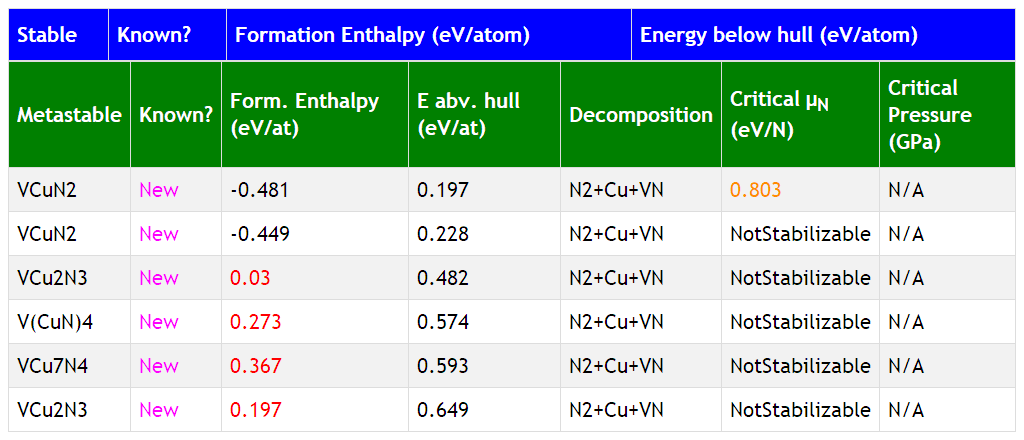 Stable Known? Formation Enthalpy (eV/atom) Energy below hull (eV/atom)
Metastable Known? Form. Enthalpy (eV/at) E abv. hull (eV/at) Decomposition Critical μN (eV/N) Critical Pressure (GPa)
VCuN2 New -0.481 0.197 N2+Cu+VN 0.803 N/A
VCuN2 New -0.449 0.228 N2+Cu+VN NotStabilizable N/A
VCu2N3 New 0.03 0.482 N2+Cu+VN NotStabilizable N/A
V(CuN)4 New 0.273 0.574 N2+Cu+VN NotStabilizable N/A
VCu7N4 New 0.367 0.593 N2+Cu+VN NotStabilizable N/A
VCu2N3 New 0.197 0.649 N2+Cu+VN NotStabilizable N/A